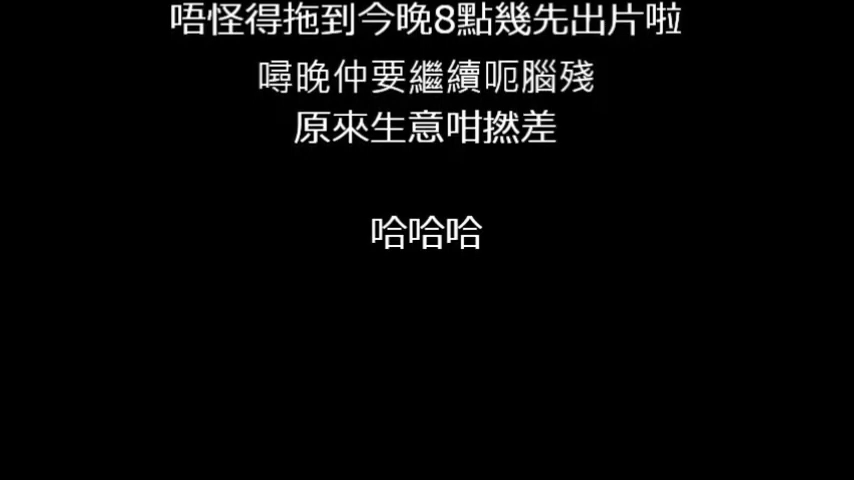 唔怪得拖到今晚8點幾先出片啦
噚晚仲要繼續呃腦殘
原來生意咁撚差
哈哈哈